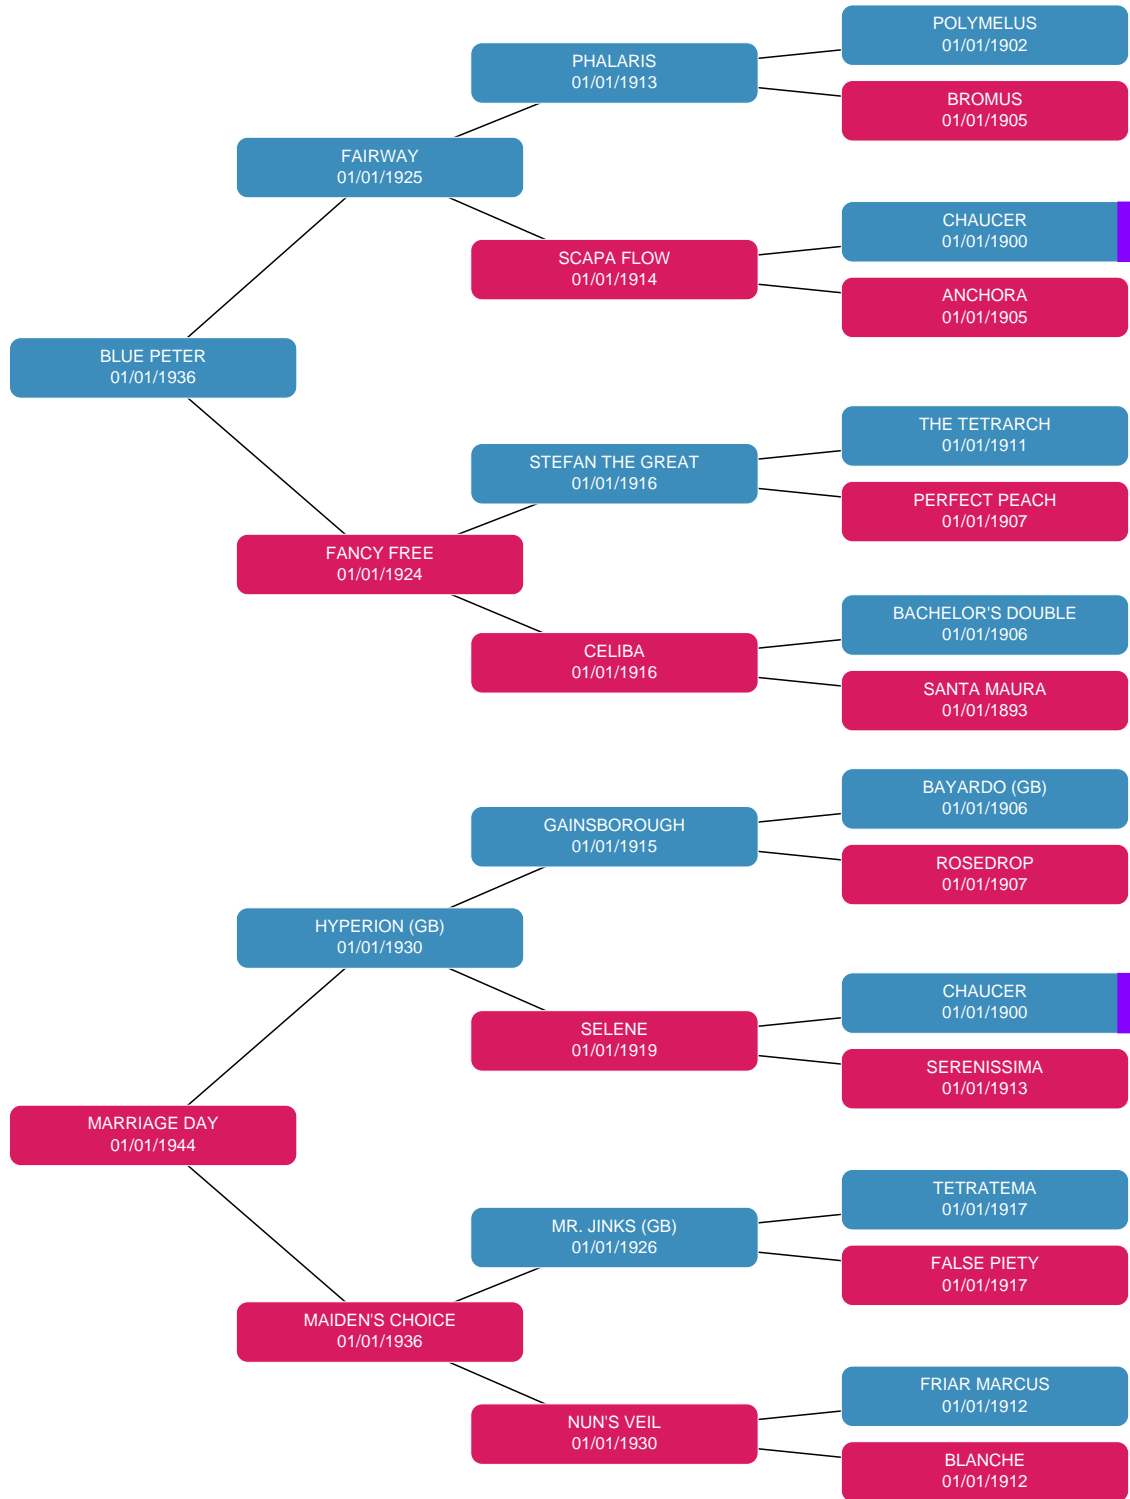 POLYMELUS
01/01/1902
PHALARIS
01/01/1913
BROMUS
01/01/1905
FAIRWAY
01/01/1925
CHAUCER
01/01/1900
SCAPA FLOW
01/01/1914
ANCHORA
01/01/1905
BLUE PETER
01/01/1936
THE TETRARCH
01/01/1911
STEFAN THE GREAT
01/01/1916
PERFECT PEACH
01/01/1907
FANCY FREE
01/01/1924
BACHELOR'S DOUBLE
01/01/1906
CELIBA
01/01/1916
SANTA MAURA
01/01/1893
BAYARDO (GB)
01/01/1906
GAINSBOROUGH
01/01/1915
ROSEDROP
01/01/1907
HYPERION (GB)
01/01/1930
CHAUCER
01/01/1900
SELENE
01/01/1919
SERENISSIMA
01/01/1913
MARRIAGE DAY
01/01/1944
TETRATEMA
01/01/1917
MR. JINKS (GB)
01/01/1926
FALSE PIETY
01/01/1917
MAIDEN'S CHOICE
01/01/1936
FRIAR MARCUS
01/01/1912
NUN'S VEIL
01/01/1930
BLANCHE
01/01/1912